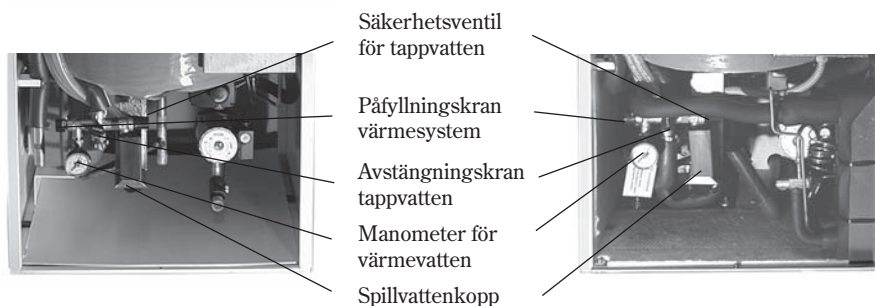 Säkerhetsventil
för tappvatten
Påfyllningskran
värmesystem
Avstängningskran
tappvatten
Manometer för
värmevatten
Spillvattenkopp